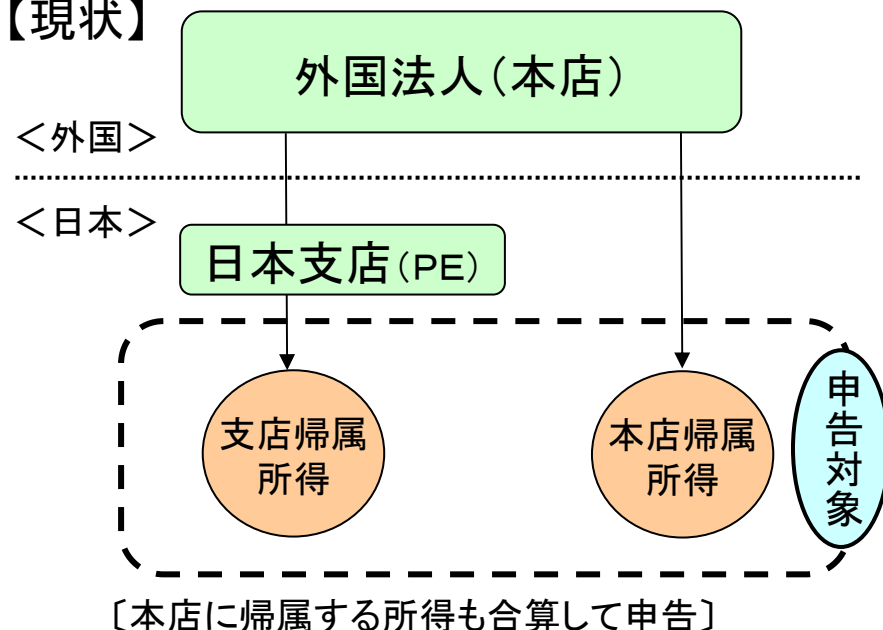 【現状】
外国法人（本店）
＜外国＞
＜日本＞
日本支店（PE）
支店帰属
所得
本店帰属
所得
申告対象
〔本店に帰属する所得も合算して申告〕